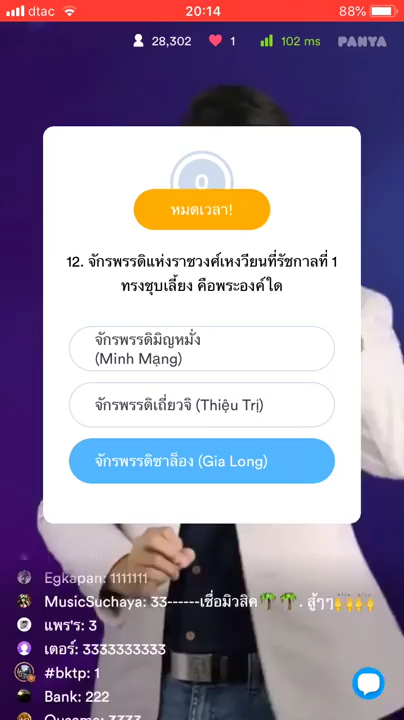 dtac 20:14 88%
28,302 1 102 ms PANYA
0
หมดเวลา!
12. จักรพรรดิแห่งราชวงศ์เหงวียนที่รัชกาลที่ 1
ทรงชุบเลี้ยง คือพระองค์ใด
จักรพรรดิมิญหมั่ง
(Minh Mạng)
จักรพรรดิเถี่ยวจิ (Thiệu Trị)
จักรพรรดิซาล็อง (Gia Long)
Egkapan: 1111111
MusicSuchaya: 33------เชื่อมิวสิค🌴🌴. สู้ๆๆ
แพร'ร: 3
เตอร์: 3333333333
#bktp: 1
Bank: 222